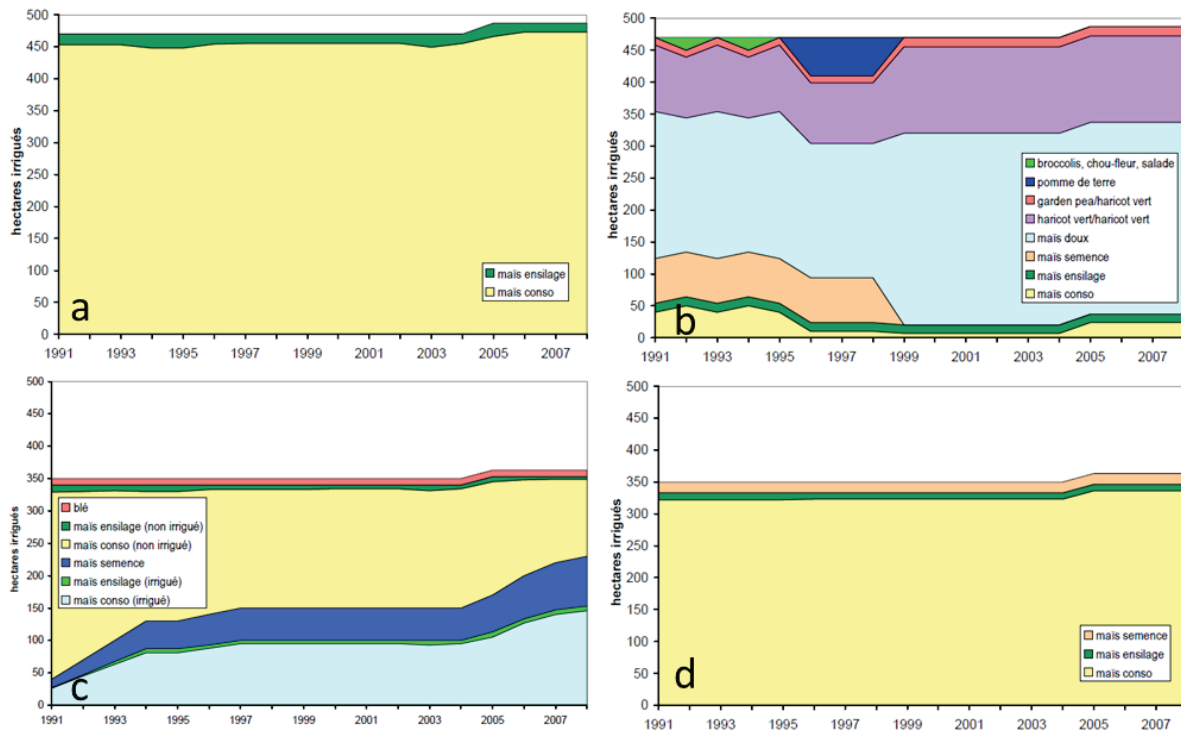 500
450
400
350
300
250
200
150
100
50
0
hectares irrigués
maïs ensilage
maïs conso
a
1991 1993 1995 1997 1999 2001 2003 2005 2007
500
450
400
350
300
250
200
150
100
50
0
hectares irrigués
broccolis, chou-fleur, salade
pomme de terre
garden pea/haricot vert
haricot vert/haricot vert
maïs doux
maïs semence
maïs ensilage
maïs conso
b
1991 1993 1995 1997 1999 2001 2003 2005 2007
500
450
400
350
300
250
200
150
100
50
0
hectares irrigués
blé
maïs ensilage (non irrigué)
maïs conso (non irrigué)
maïs semence
maïs ensilage (irrigué)
maïs conso (irrigué)
c
1991 1993 1995 1997 1999 2001 2003 2005 2007
500
450
400
350
300
250
200
150
100
50
0
hectares irrigués
maïs semence
maïs ensilage
maïs conso
d
1991 1993 1995 1997 1999 2001 2003 2005 2007